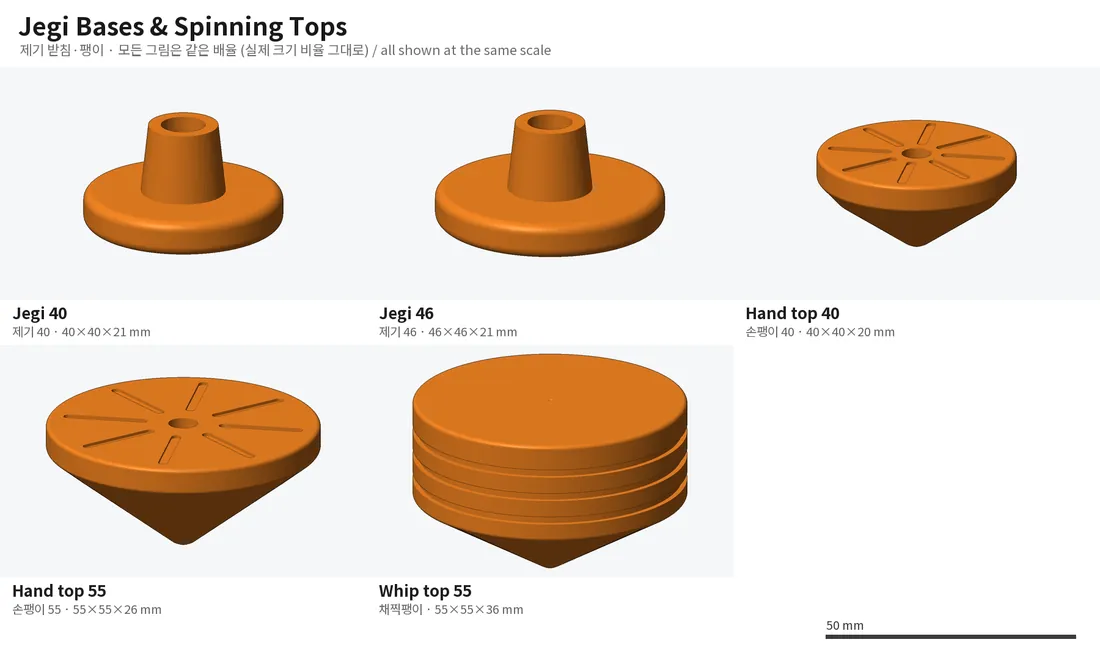 Jegi Bases & Spinning Tops
제기 받침 · 팽이 · 모든 그림은 같은 배율 (실제 크기 비율 그대로) / all shown at the same scale
Jegi 40
제기 40 · 40×40×21 mm
Jegi 46
제기 46 · 46×46×21 mm
Hand top 40
손팽이 40 · 40×40×20 mm
Hand top 55
손팽이 55 · 55×55×26 mm
Whip top 55
채찍팽이 · 55×55×36 mm
50 mm